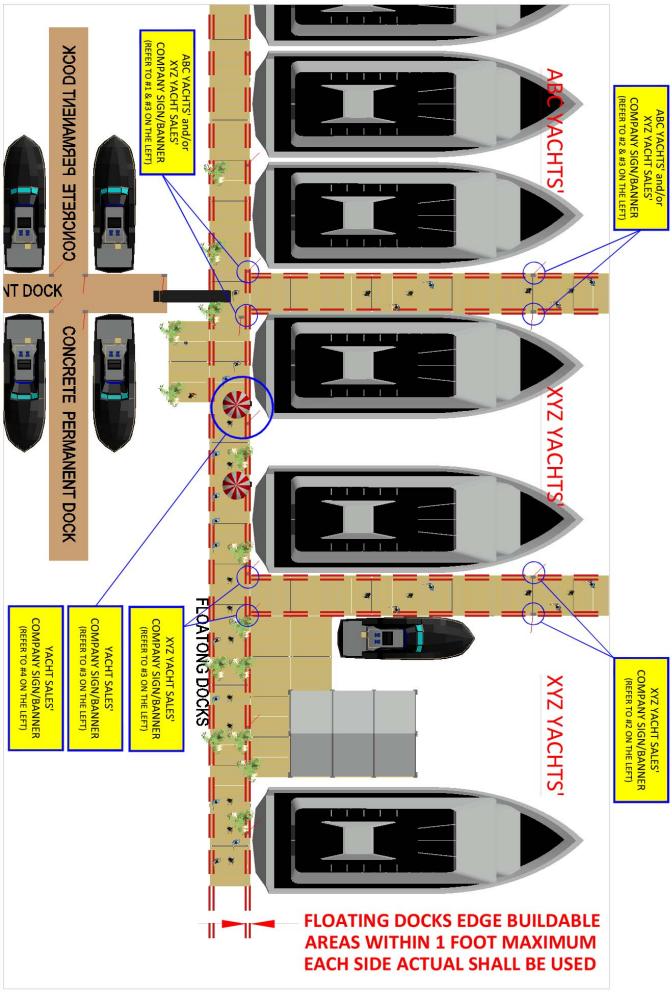 ABC YACHTS' and/or
XYZ YACHT SALES'
COMPANY SIGN/BANNER
(REFER TO #1 & #3 ON THE LEFT)
ABC YACHTS' and/or
XYZ YACHT SALES'
COMPANY SIGN/BANNER
(REFER TO #2 & #3 ON THE LEFT)
ABC YACHTS'
CONCRETE PERMANENT DOCK
NT DOCK
CONCRETE PERMANENT DOCK
XYZ YACHTS'
FLOATONG DOCKS
XYZ YACHT SALES'
COMPANY SIGN/BANNER
(REFER TO #3 ON THE LEFT)
YACHT SALES'
COMPANY SIGN/BANNER
(REFER TO #3 ON THE LEFT)
YACHT SALES'
COMPANY SIGN/BANNER
(REFER TO #4 ON THE LEFT)
XYZ YACHTS'
XYZ YACHT SALES'
COMPANY SIGN/BANNER
(REFER TO #2 ON THE LEFT)
FLOATING DOCKS EDGE BUILDABLE
AREAS WITHIN 1 FOOT MAXIMUM
EACH SIDE ACTUAL SHALL BE USED